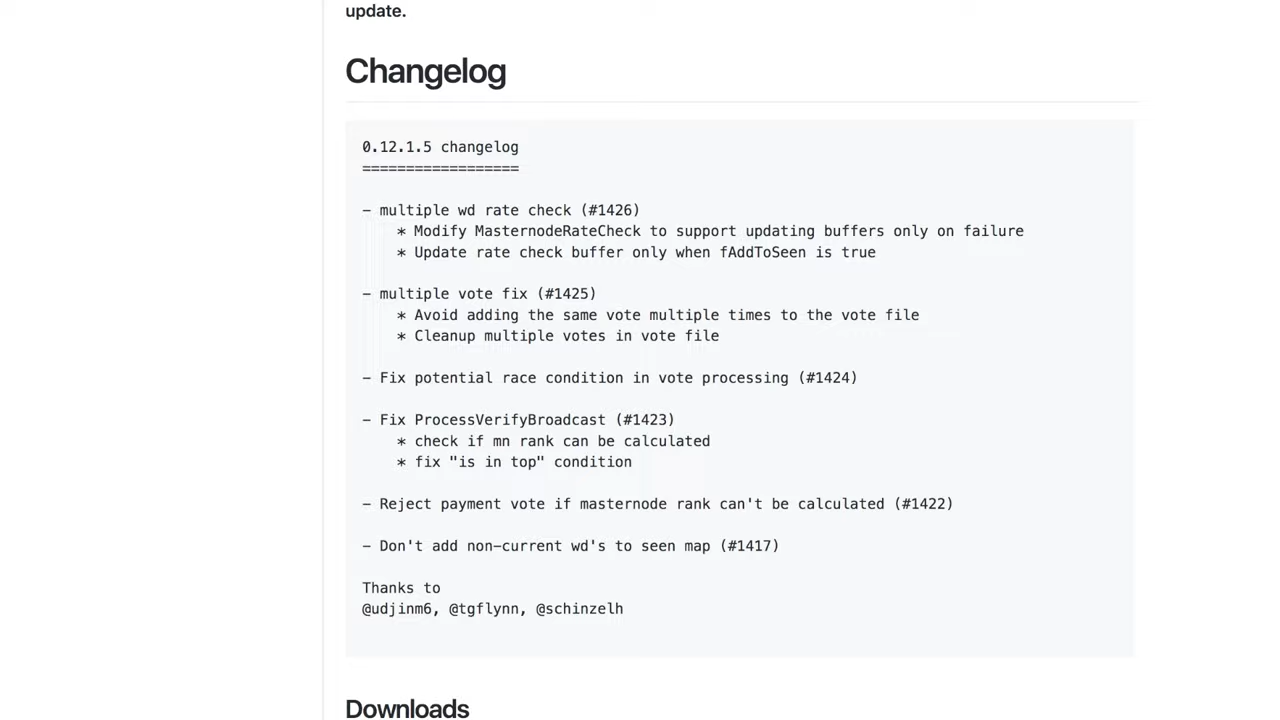 update.
Changelog
0.12.1.5 changelog
==================
- multiple wd rate check (#1426)
* Modify MasternodeRateCheck to support updating buffers only on failure
* Update rate check buffer only when fAddToSeen is true
- multiple vote fix (#1425)
* Avoid adding the same vote multiple times to the vote file
* Cleanup multiple votes in vote file
- Fix potential race condition in vote processing (#1424)
- Fix ProcessVerifyBroadcast (#1423)
* check if mn rank can be calculated
* fix "is in top" condition
- Reject payment vote if masternode rank can't be calculated (#1422)
- Don't add non-current wd's to seen map (#1417)
Thanks to
@udjinm6, @tgflynn, @schinzelh
Downloads